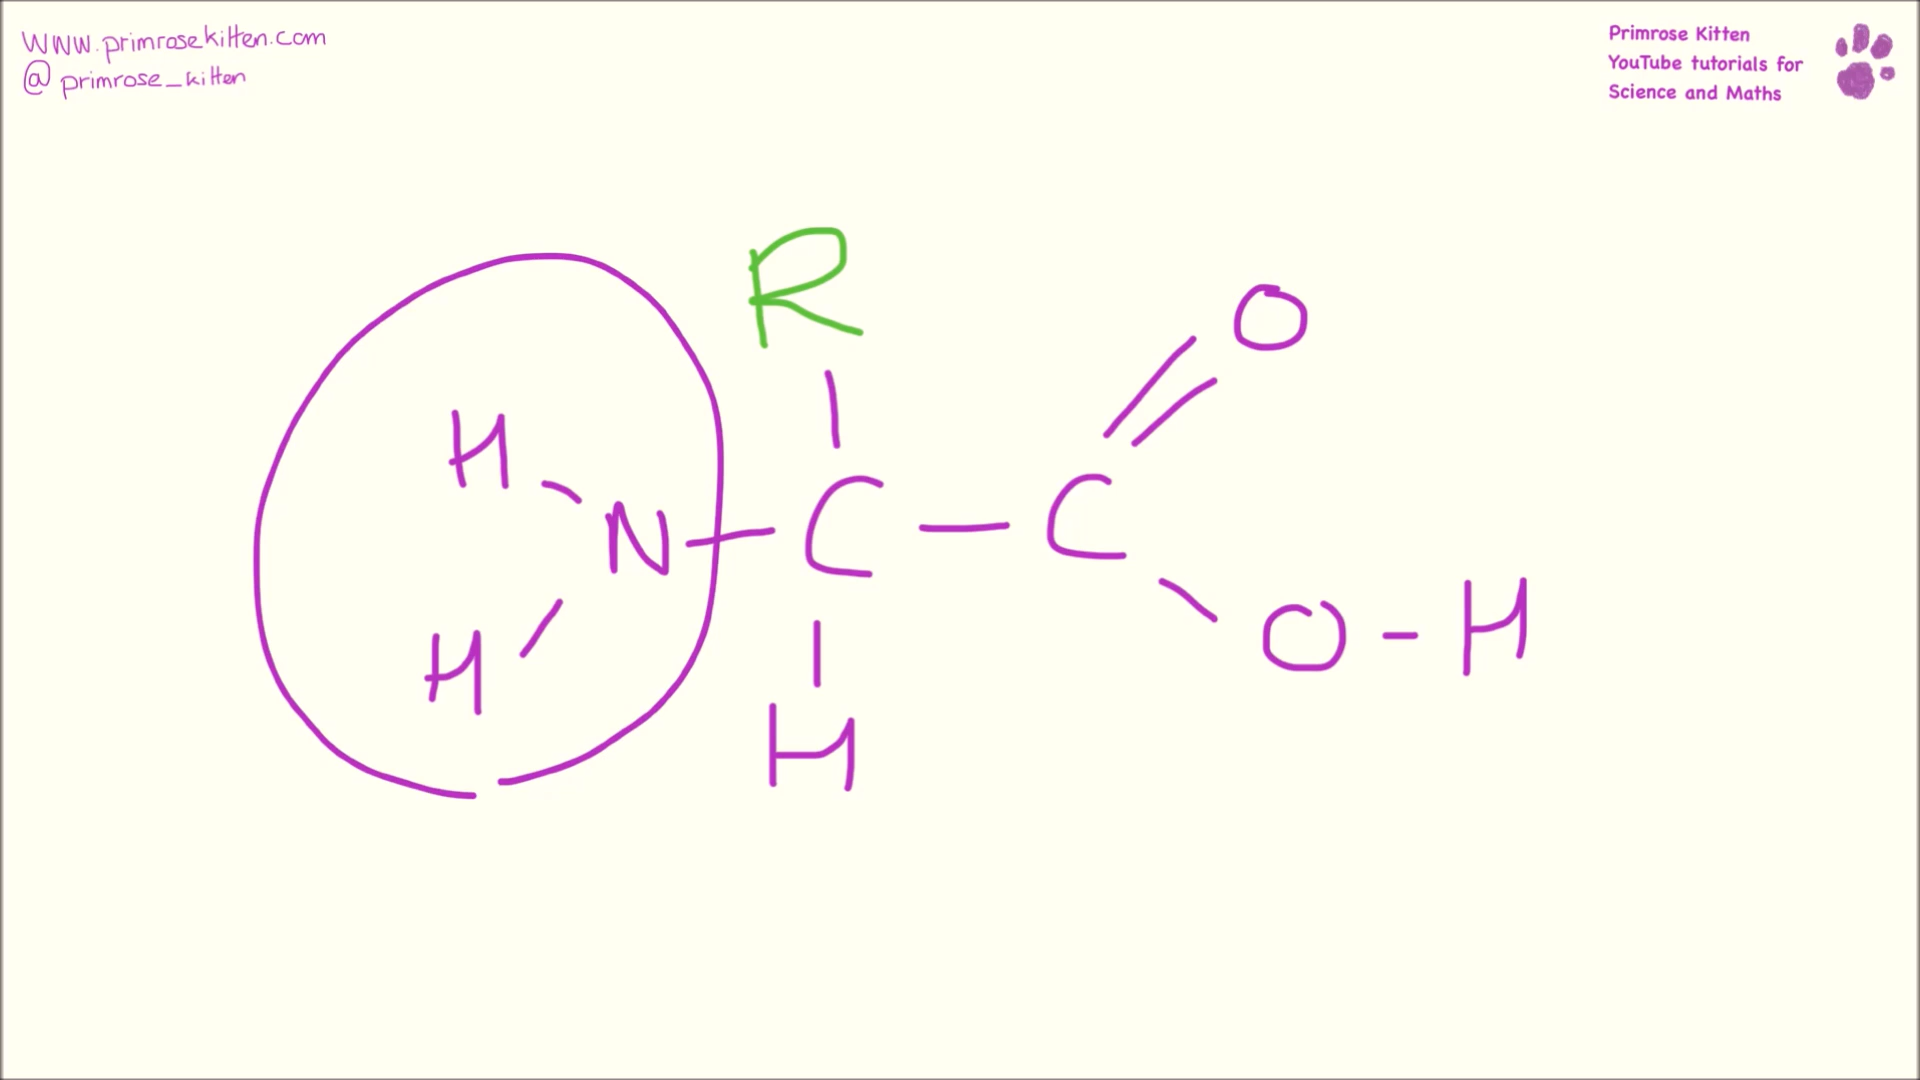 www.primrosekitten.com
@primrose_kitten
Primrose Kitten
YouTube tutorials for
Science and Maths
R
O
H
N C C
H
O H
H